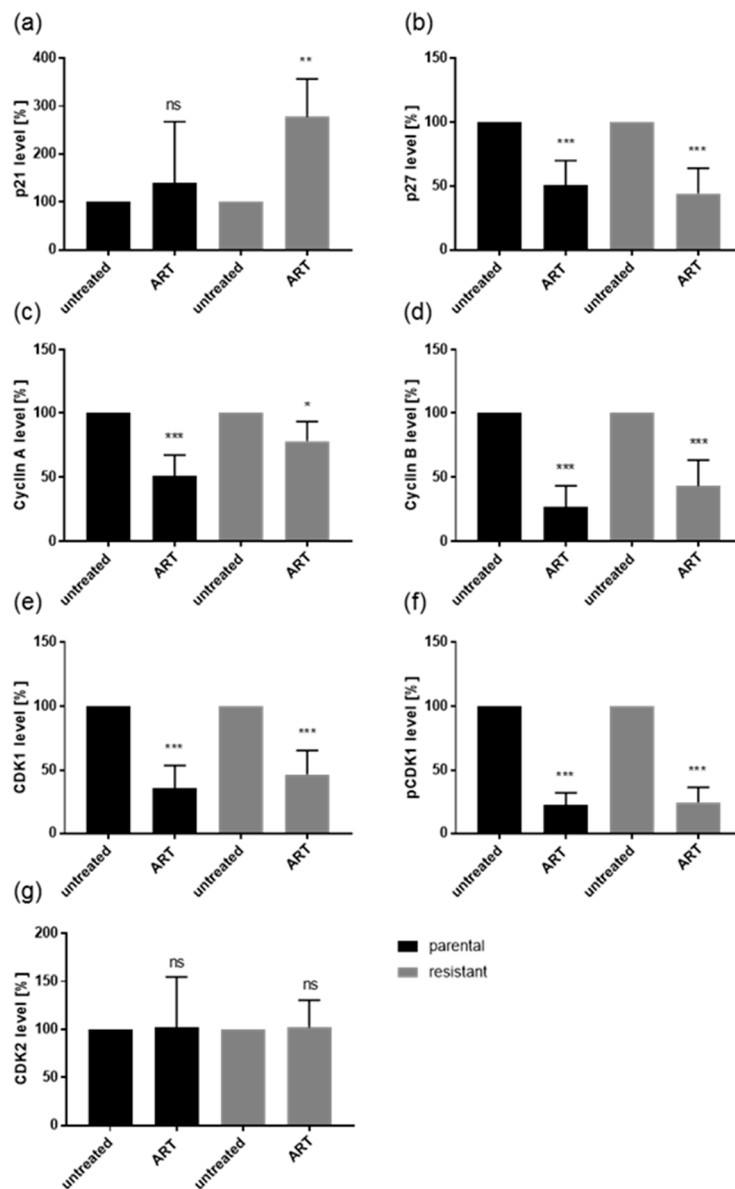 (a)
(b)
p21 level [%]
400
300
200
100
0
ns
**
untreated
ART
untreated
ART
p27 level [%]
150
100
50
0
***
***
untreated
ART
untreated
ART
(c)
(d)
Cyclin A level [%]
150
100
50
0
***
*
untreated
ART
untreated
ART
Cyclin B level [%]
150
100
50
0
***
***
untreated
ART
untreated
ART
(e)
(f)
CDK1 level [%]
150
100
50
0
***
***
untreated
ART
untreated
ART
pCDK1 level [%]
150
100
50
0
***
***
untreated
ART
untreated
ART
(g)
CDK2 level [%]
200
150
100
50
0
ns
ns
untreated
ART
untreated
ART
parental
resistant